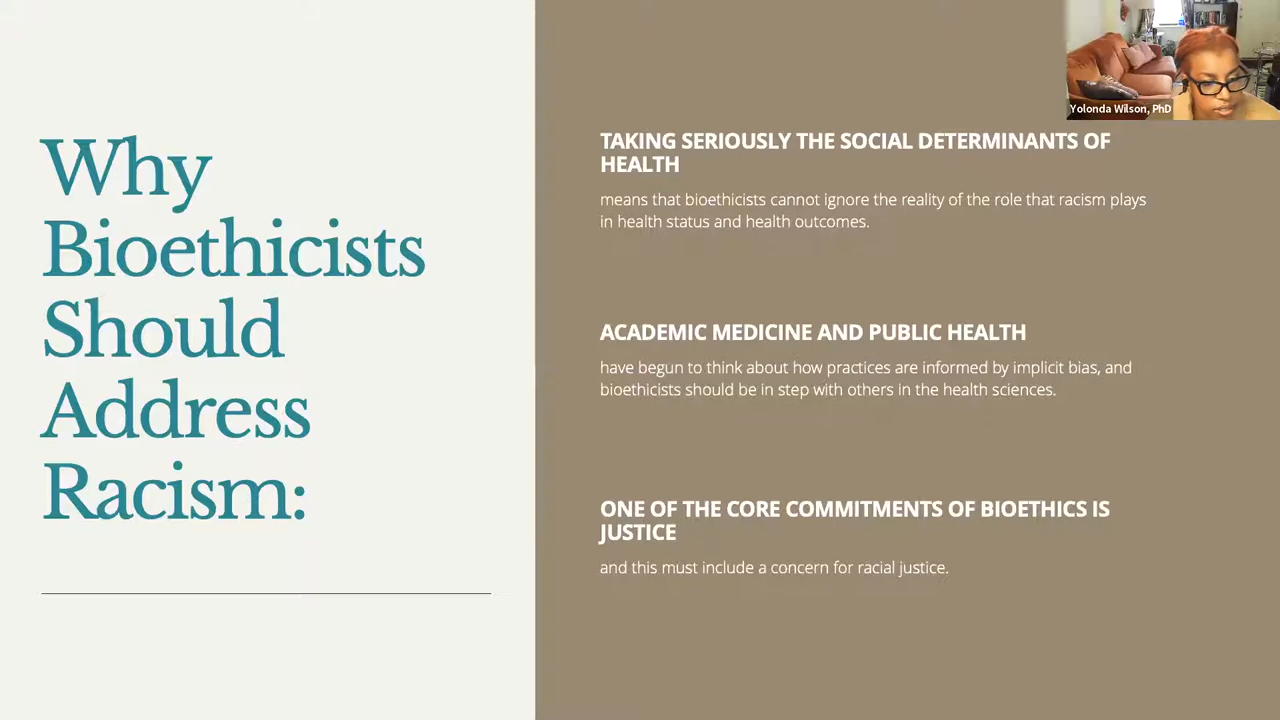 Why
Bioethicists
Should
Address
Racism:
Yolonda Wilson, PhD
TAKING SERIOUSLY THE SOCIAL DETERMINANTS OF
HEALTH
means that bioethicists cannot ignore the reality of the role that racism plays
in health status and health outcomes.
ACADEMIC MEDICINE AND PUBLIC HEALTH
have begun to think about how practices are informed by implicit bias, and
bioethicists should be in step with others in the health sciences.
ONE OF THE CORE COMMITMENTS OF BIOETHICS IS
JUSTICE
and this must include a concern for racial justice.